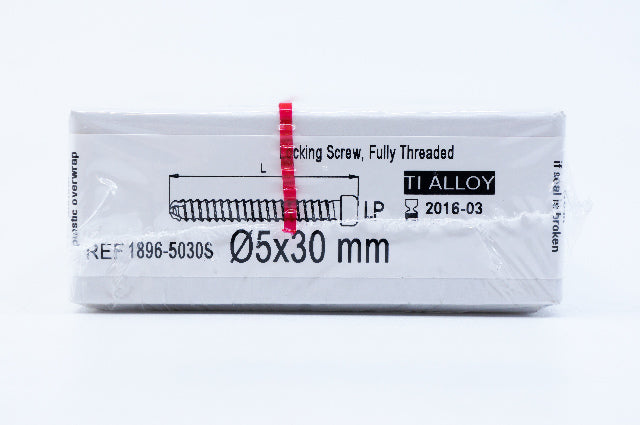 Locking Screw, Fully Threaded
L
TI ALLOY
LP
2016-03
REF 1896-5030S
Ø5x30 mm
plastic overwrap
if seal is broken